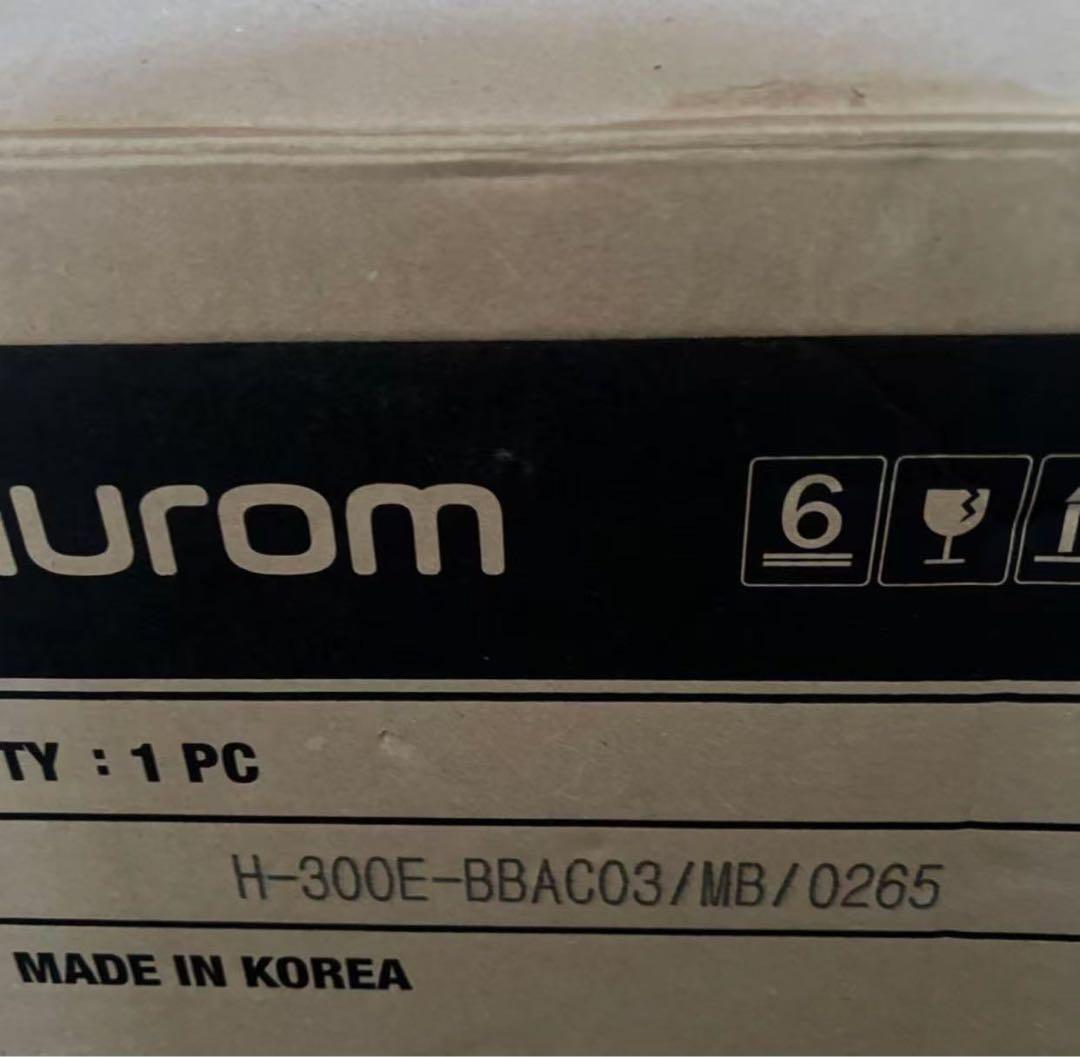 urom
6
TY : 1 PC
H-300E-BBAC03/MB/0265
MADE IN KOREA